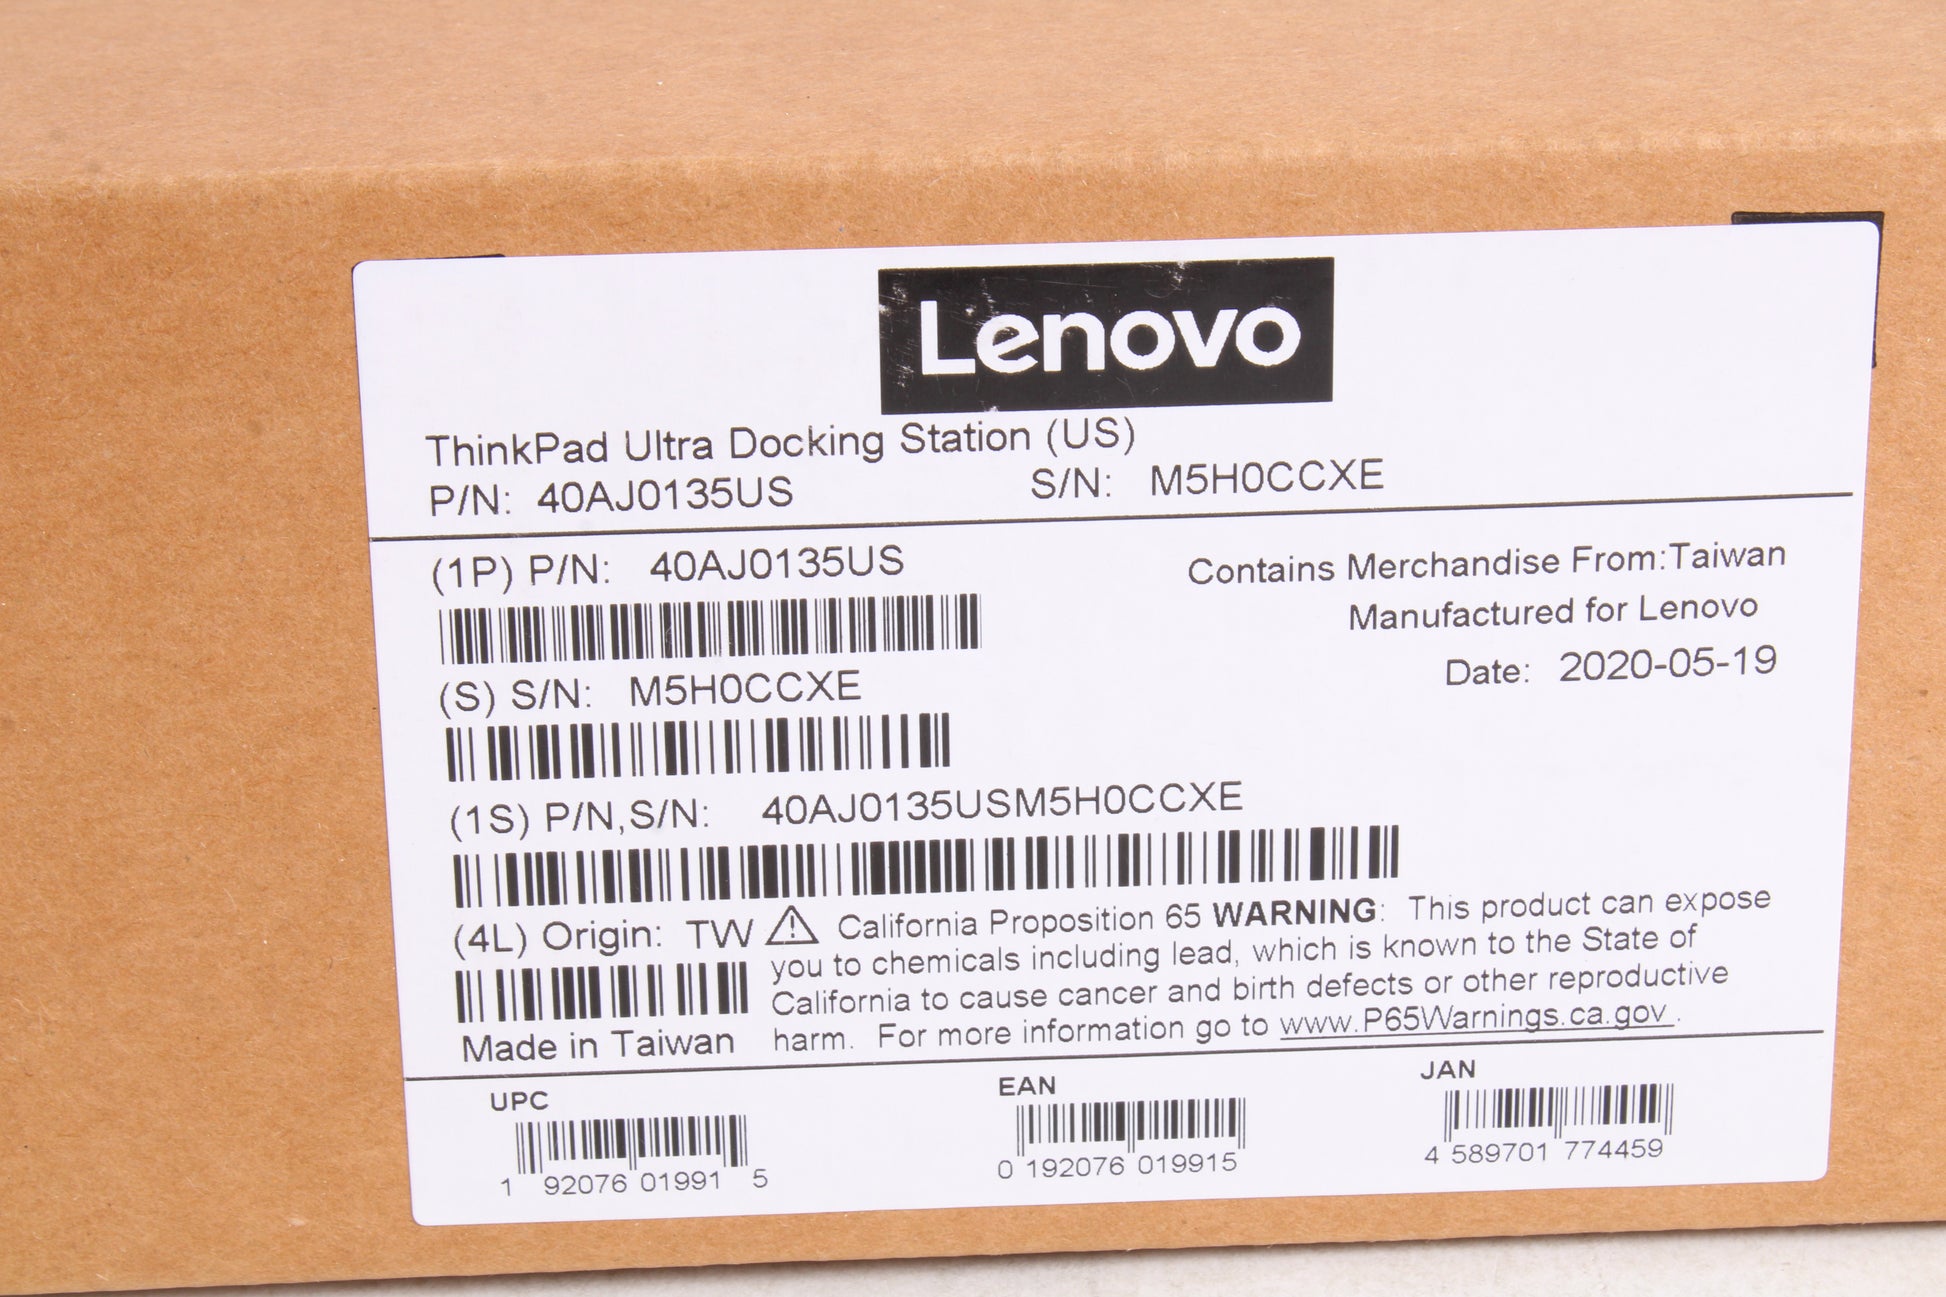 Lenovo
ThinkPad Ultra Docking Station (US)
P/N: 40AJ0135US S/N: M5H0CCXE
(1P) P/N: 40AJ0135US
Contains Merchandise From:Taiwan
Manufactured for Lenovo
Date: 2020-05-19
(S) S/N: M5H0CCXE
(1S) P/N,S/N: 40AJ0135USM5H0CCXE
(4L) Origin: TW
Made in Taiwan
⚠ California Proposition 65 WARNING: This product can expose
you to chemicals including lead, which is known to the State of
California to cause cancer and birth defects or other reproductive
harm. For more information go to www.P65Warnings.ca.gov.
UPC
1 92076 01991 5
EAN
0 192076 019915
JAN
4 589701 774459